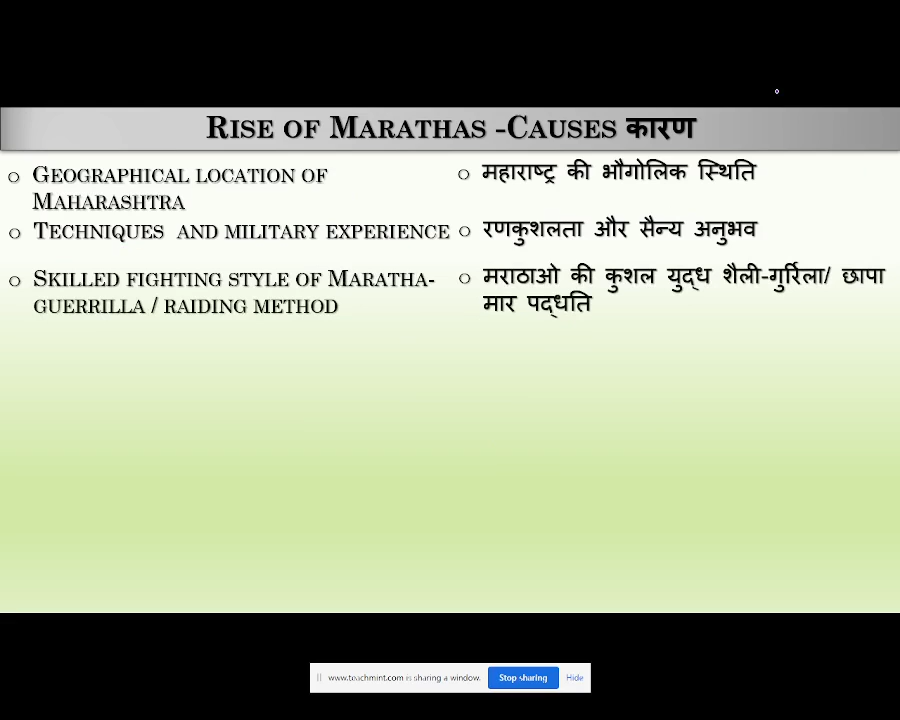 Rise of Marathas -Causes कारण
Geographical location of
Maharashtra
Techniques and military experience
Skilled fighting style of Maratha-
guerrilla / raiding method
महाराष्ट्र की भौगोलिक स्थिति
रणकुशलता और सैन्य अनुभव
मराठाओ की कुशल युद्ध शैली-गुर्रिला/ छापा
मार पद्धति
www.teachmint.com is sharing a window.
Stop sharing
Hide